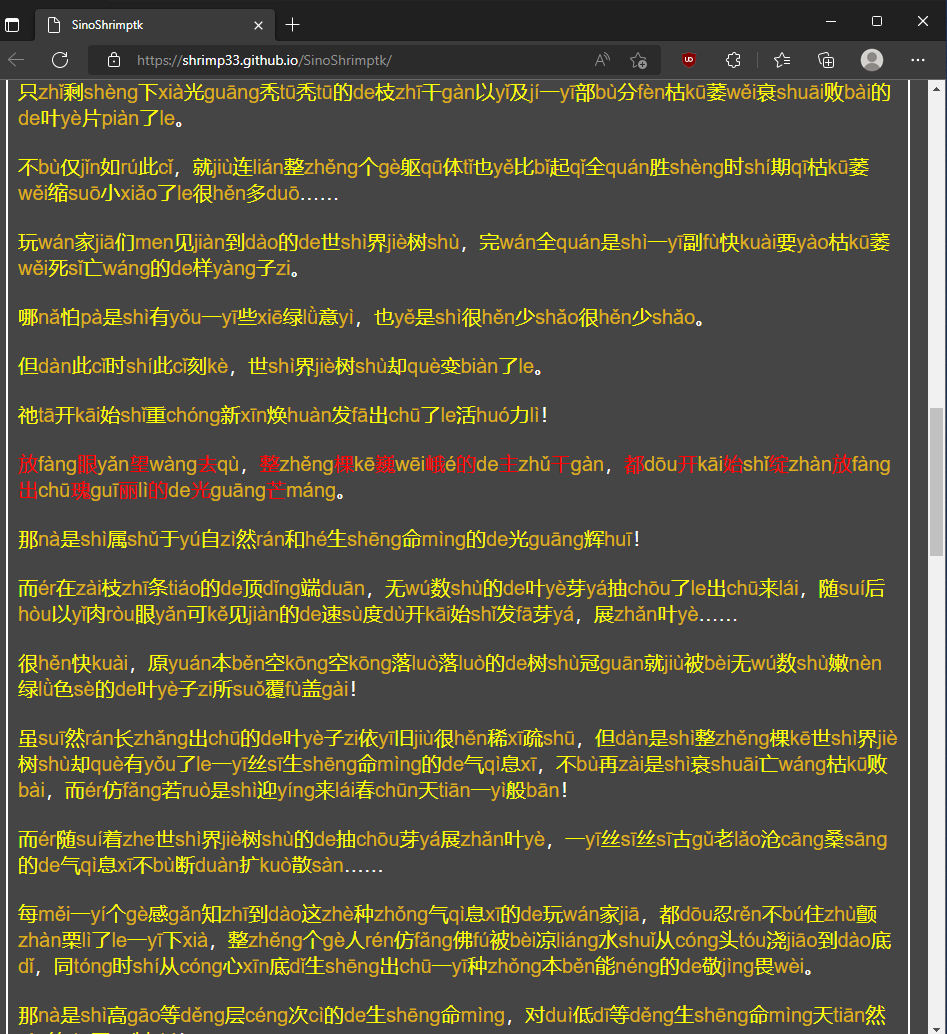 SinoShrimptk
https://shrimp33.github.io/SinoShrimptk/
只zhǐ剩shèng下xià光guāng秃tū秃tū的de枝zhī干gàn以yǐ及jí一yī部bù分fèn枯kū萎wěi衰shuāi败bài的
de叶yè片piàn了le。
不bù仅jǐn如rú此cǐ，就jiù连lián整zhěng个gè躯qū体tǐ也yě比bǐ起qǐ全quán胜shèng时shí期qī枯kū萎
wěi缩suō小xiǎo了le很hěn多duō……
玩wán家jiā们men见jiàn到dào的de世shì界jiè树shù，完wán全quán是shì一yī副fù快kuài要yào枯kū萎
wěi死sǐ亡wáng的de样yàng子zi。
哪nǎ怕pà是shì有yǒu一yī些xiē绿lǜ意yì，也yě是shì很hěn少shǎo很hěn少shǎo。
但dàn此cǐ时shí此cǐ刻kè，世shì界jiè树shù却què变biàn了le。
祂tā开kāi始shǐ重chóng新xīn焕huàn发fā出chū了le活huó力lì！
放fàng眼yǎn望wàng去qù，整zhěng棵kē巍wēi峨é的de主zhǔ干gàn，都dōu开kāi始shǐ绽zhàn放fàng
出chū瑰guī丽lì的de光guāng芒máng。
那nà是shì属shǔ于yú自zì然rán和hé生shēng命mìng的de光guāng辉huī！
而ér在zài枝zhī条tiáo的de顶dǐng端duān，无wú数shù的de叶yè芽yá抽chōu了le出chū来lái，随suí后
hòu以yǐ肉ròu眼yǎn可kě见jiàn的de速sù度dù开kāi始shǐ发fā芽yá，展zhǎn叶yè……
很hěn快kuài，原yuán本běn空kōng空kōng落luò落luò的de树shù冠guān就jiù被bèi无wú数shù嫩nèn
绿lǜ色sè的de叶yè子zi所suǒ覆fù盖gài！
虽suī然rán长zhǎng出chū的de叶yè子zi依yī旧jiù很hěn稀xī疏shū，但dàn是shì整zhěng棵kē世shì界jiè
树shù却què有yǒu了le一yī丝sī生shēng命mìng的de气qì息xī，不bù再zài是shì衰shuāi亡wáng枯kū败
bài，而ér仿fǎng若ruò是shì迎yíng来lái春chūn天tiān一yì般bān！
而ér随suí着zhe世shì界jiè树shù的de抽chōu芽yá展zhǎn叶yè，一yī丝sī丝sī古gǔ老lǎo沧cāng桑sāng
的de气qì息xī不bù断duàn扩kuò散sàn……
每měi一yí个gè感gǎn知zhī到dào这zhè种zhǒng气qì息xī的de玩wán家jiā，都dōu忍rěn不bú住zhù颤
zhàn栗lì了le一yī下xià，整zhěng个gè人rén仿fǎng佛fú被bèi凉liáng水shuǐ从cóng头tóu浇jiāo到dào底
dǐ，同tóng时shí从cóng心xīn底dǐ生shēng出chū一yī种zhǒng本běn能néng的de敬jìng畏wèi。
那nà是shì高gāo等děng层céng次cì的de生shēng命mìng，对duì低dī等děng生shēng命mìng天tiān然